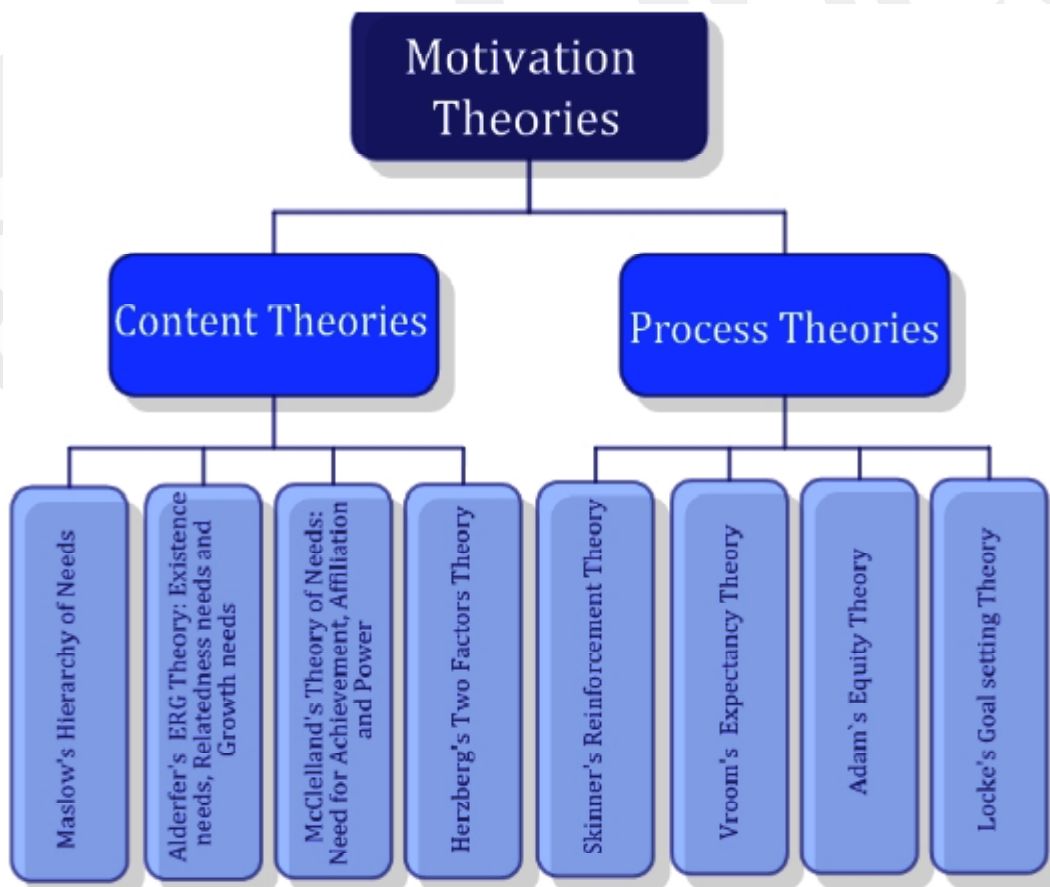 Motivation
Theories
Content Theories
Process Theories
Maslow's Hierarchy of Needs
Alderfer's ERG Theory: Existence
needs, Relatedness needs and
Growth needs
McClelland's Theory of Needs:
Need for Achievement, Affiliation
and Power
Herzberg's Two Factors Theory
Skinner's Reinforcement Theory
Vroom's Expectancy Theory
Adam`s Equity Theory
Locke's Goal setting Theory